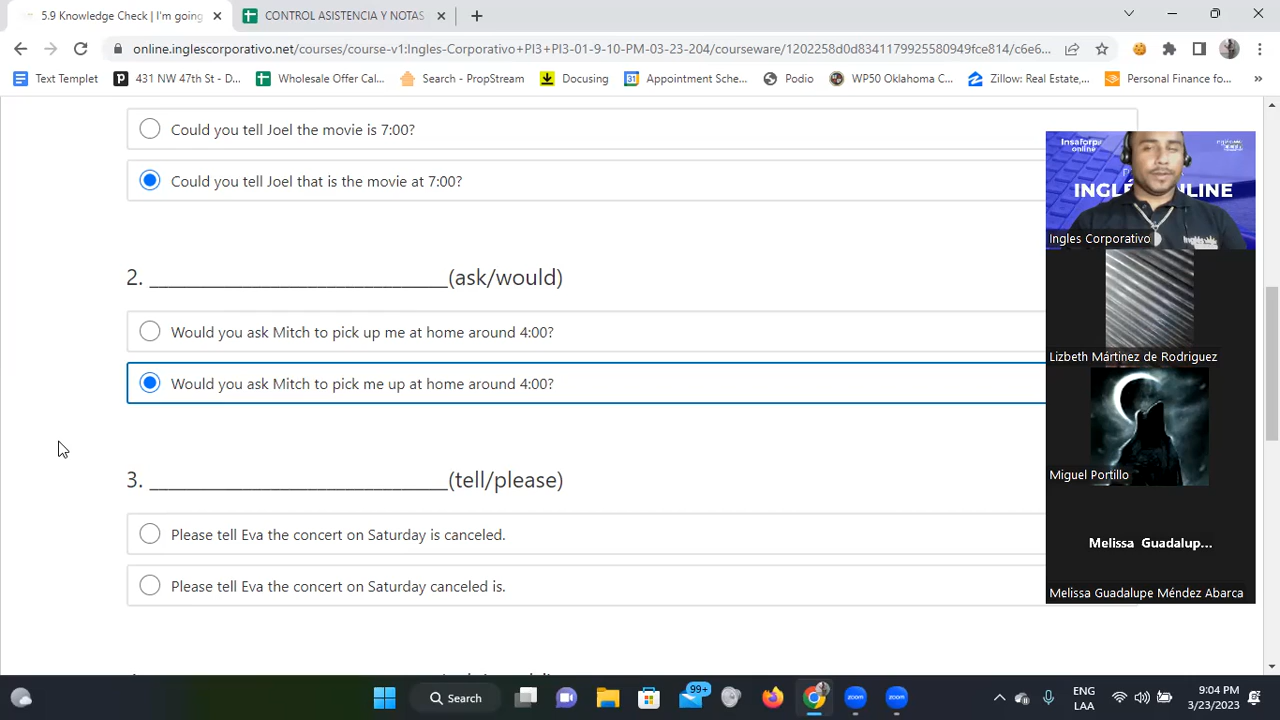 5.9 Knowledge Check | I'm going
CONTROL ASISTENCIA Y NOTAS
online.inglescorporativo.net/courses/course-v1:Ingles-Corporativo+PI3+PI3-01-9-10-PM-03-23-204/courseware/1202258d0d8341179925580949fce814/c6e6...
Text Templet
431 NW 47th St - D...
Wholesale Offer Cal...
Search - PropStream
Docusing
Appointment Sche...
Podio
WP50 Oklahoma C...
Zillow: Real Estate,...
Personal Finance fo...
»
Could you tell Joel the movie is 7:00?
Could you tell Joel that is the movie at 7:00?
2. ____________________________(ask/would)
Would you ask Mitch to pick up me at home around 4:00?
Would you ask Mitch to pick me up at home around 4:00?
3. ____________________________(tell/please)
Please tell Eva the concert on Saturday is canceled.
Please tell Eva the concert on Saturday canceled is.
Ingles Corporativo
Lizbeth Mártinez de Rodriguez
Miguel Portillo
Melissa Guadalup...
Melissa Guadalupe Méndez Abarca
Search
99+
zoom
zoom
ENG
LAA
9:04 PM
3/23/2023